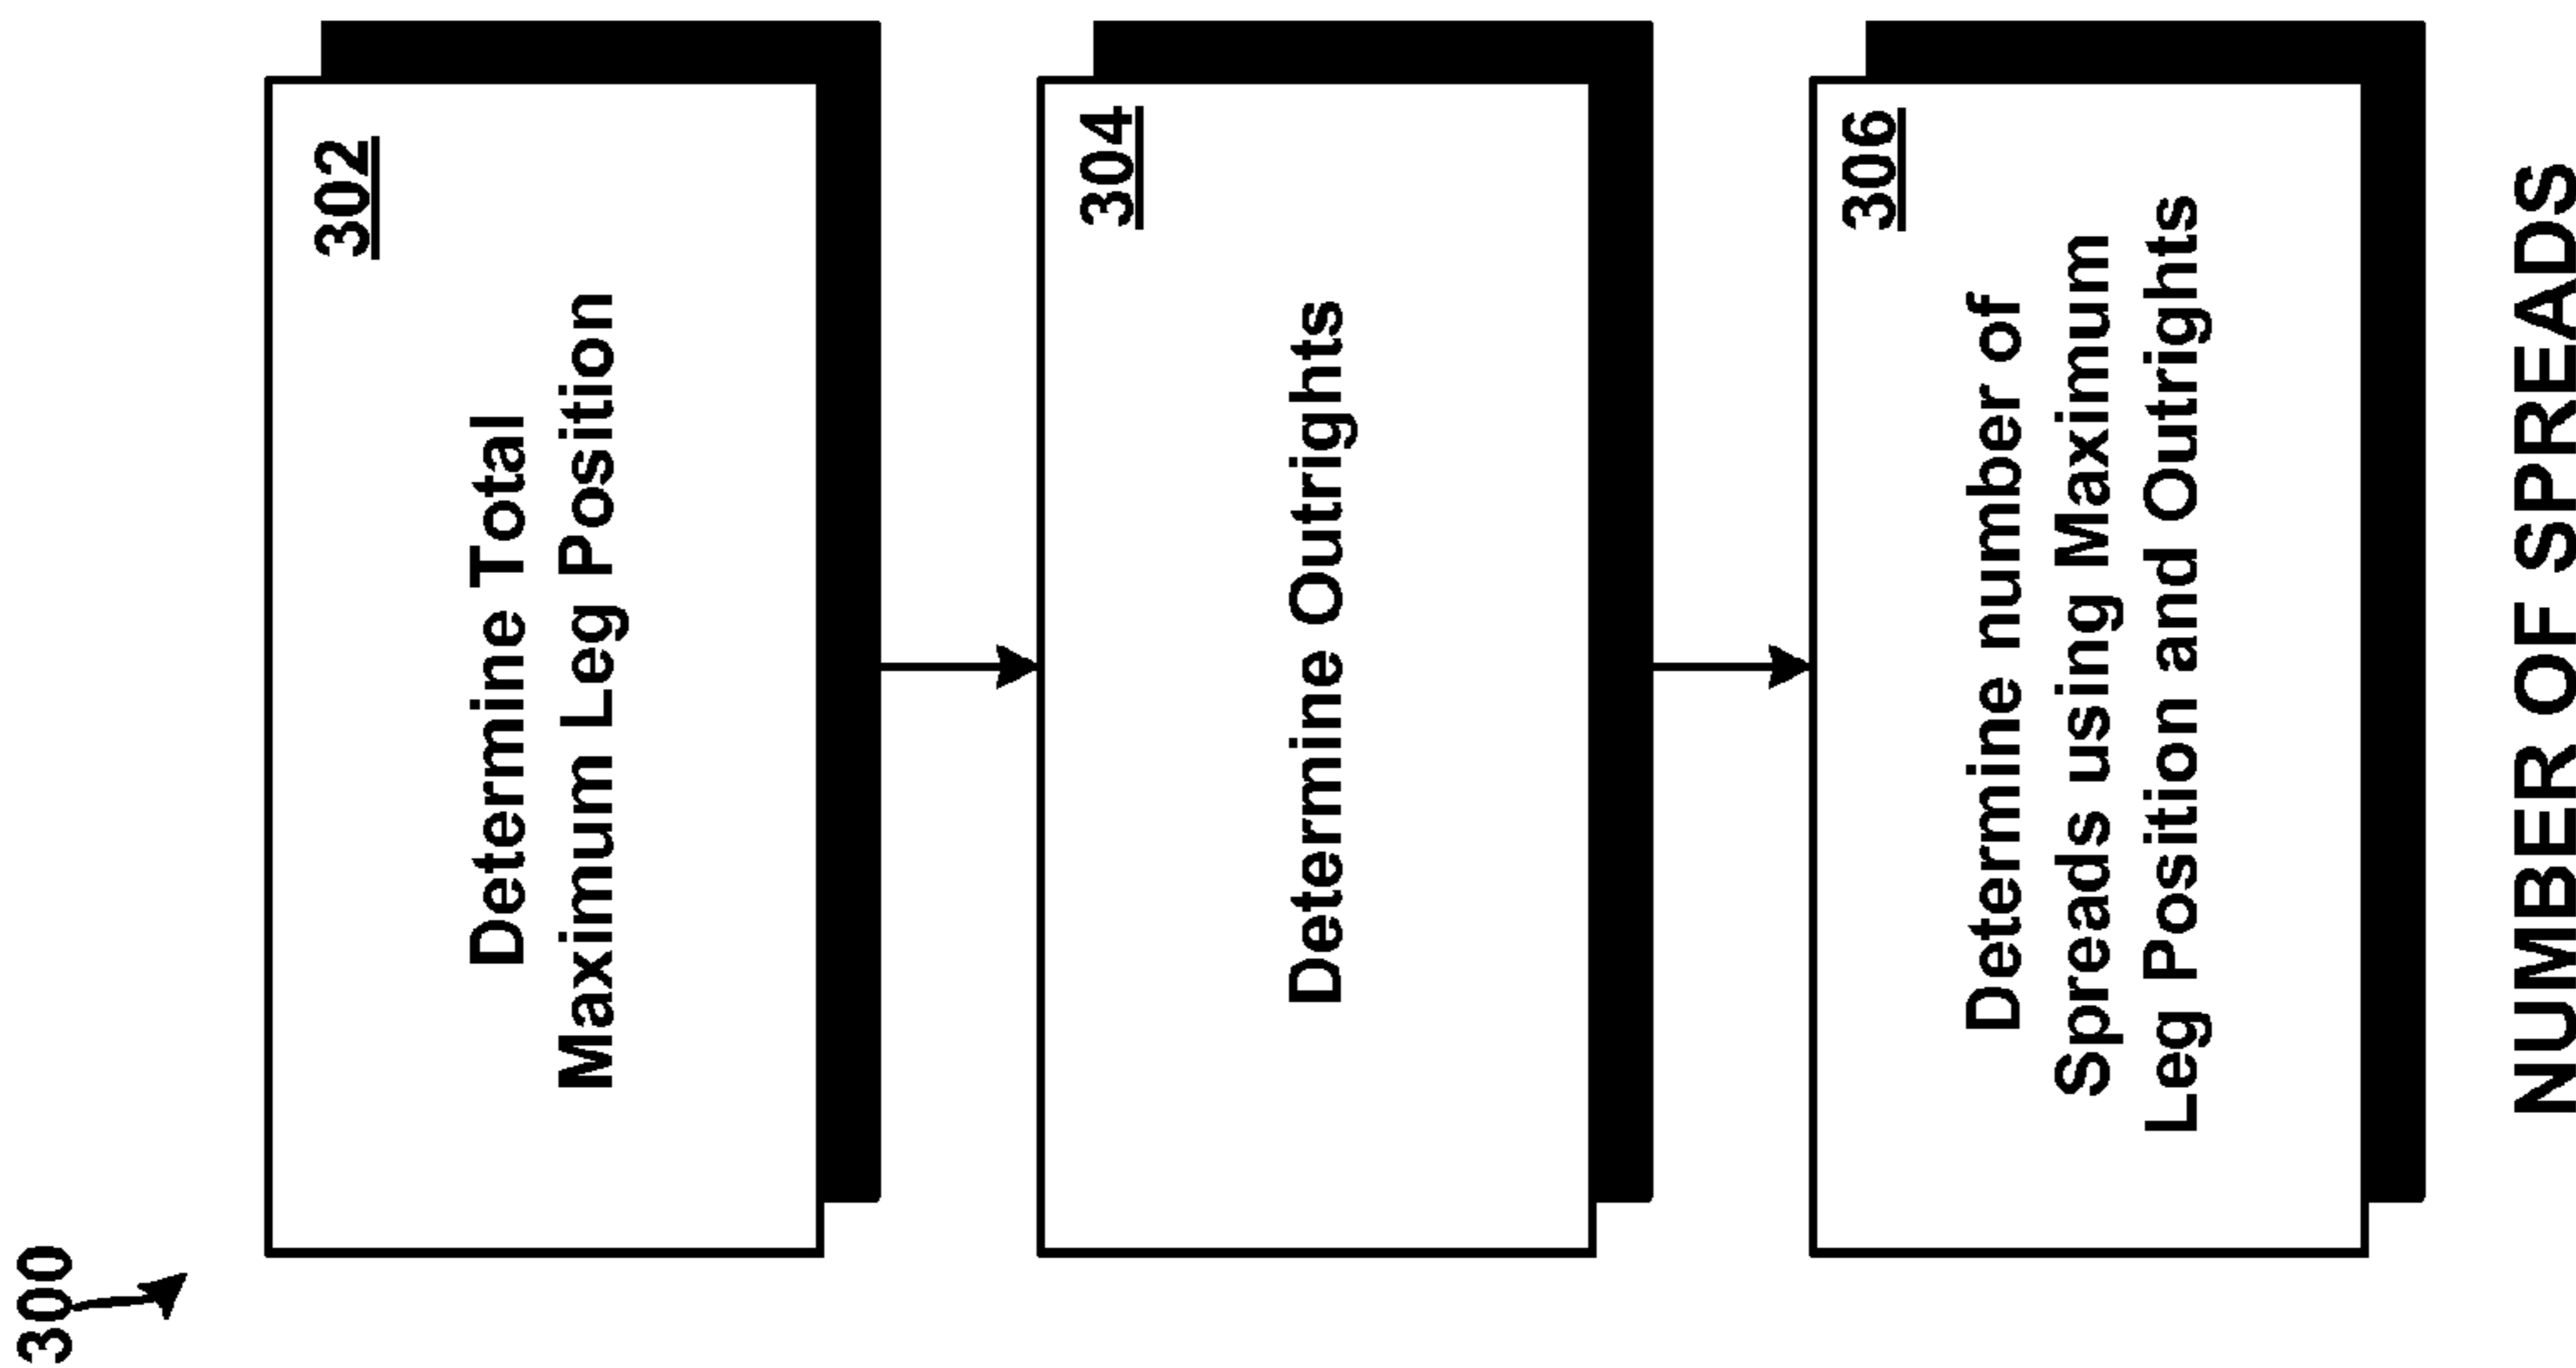 300
302
Determine Total
Maximum Leg Position
304
Determine Outrights
306
Determine number of
Spreads using Maximum
Leg Position and Outrights
NUMBER OF SPREADS